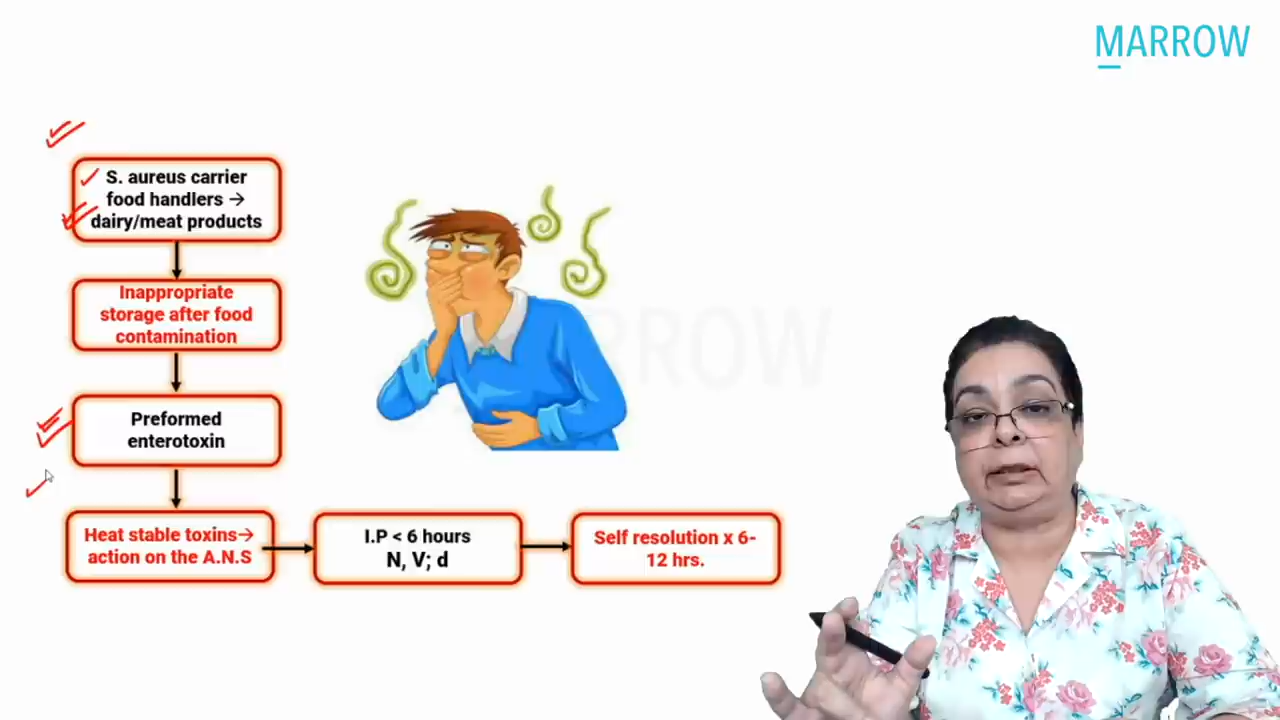 MARROW
S. aureus carrier
food handlers →
dairy/meat products
Inappropriate
storage after food
contamination
Preformed
enterotoxin
Heat stable toxins→
action on the A.N.S
I.P < 6 hours
N, V; d
Self resolution x 6-
12 hrs.
MARROW